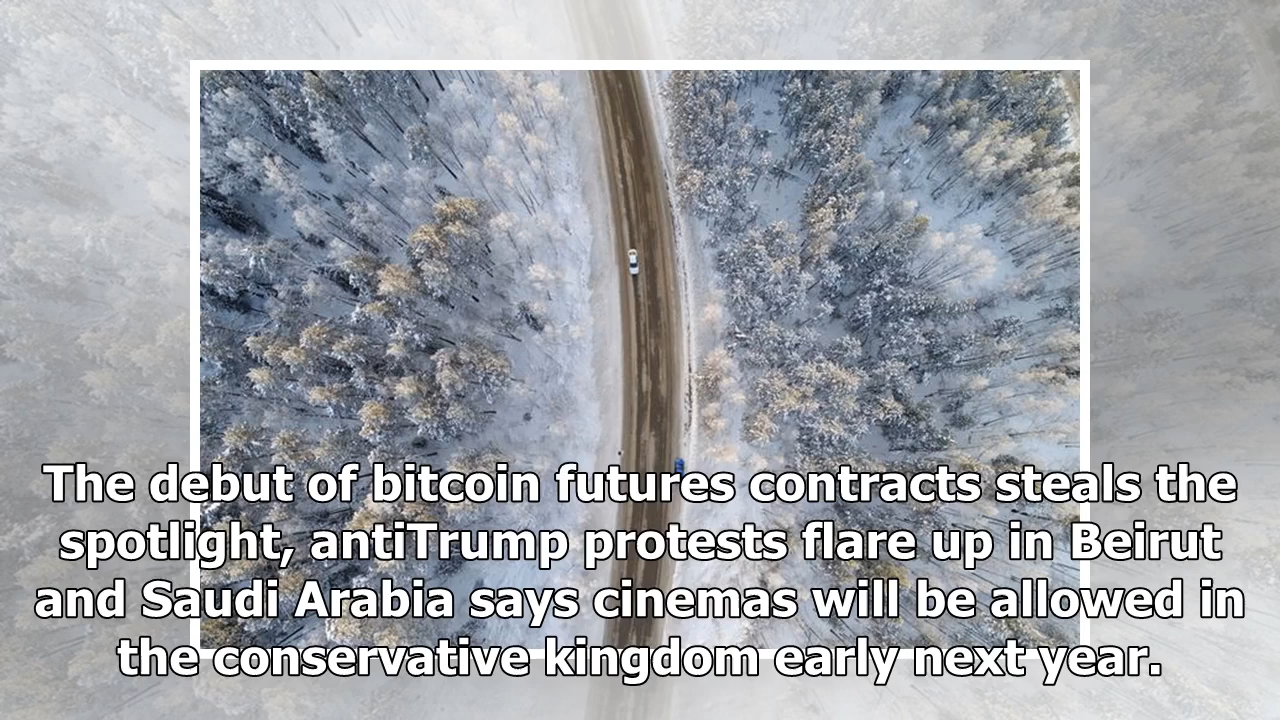 The debut of bitcoin futures contracts steals the
spotlight, antiTrump protests flare up in Beirut
and Saudi Arabia says cinemas will be allowed in
the conservative kingdom early next year.